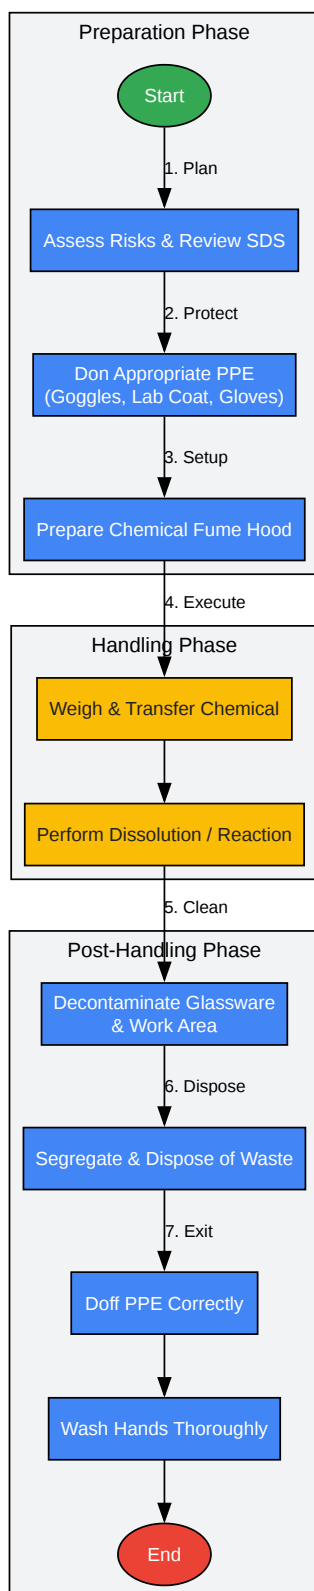 Preparation Phase
Start
1. Plan
Assess Risks & Review SDS
2. Protect
Don Appropriate PPE
(Goggles, Lab Coat, Gloves)
3. Setup
Prepare Chemical Fume Hood
4. Execute
Handling Phase
Weigh & Transfer Chemical
Perform Dissolution / Reaction
5. Clean
Post-Handling Phase
Decontaminate Glassware
& Work Area
6. Dispose
Segregate & Dispose of Waste
7. Exit
Doff PPE Correctly
Wash Hands Thoroughly
End